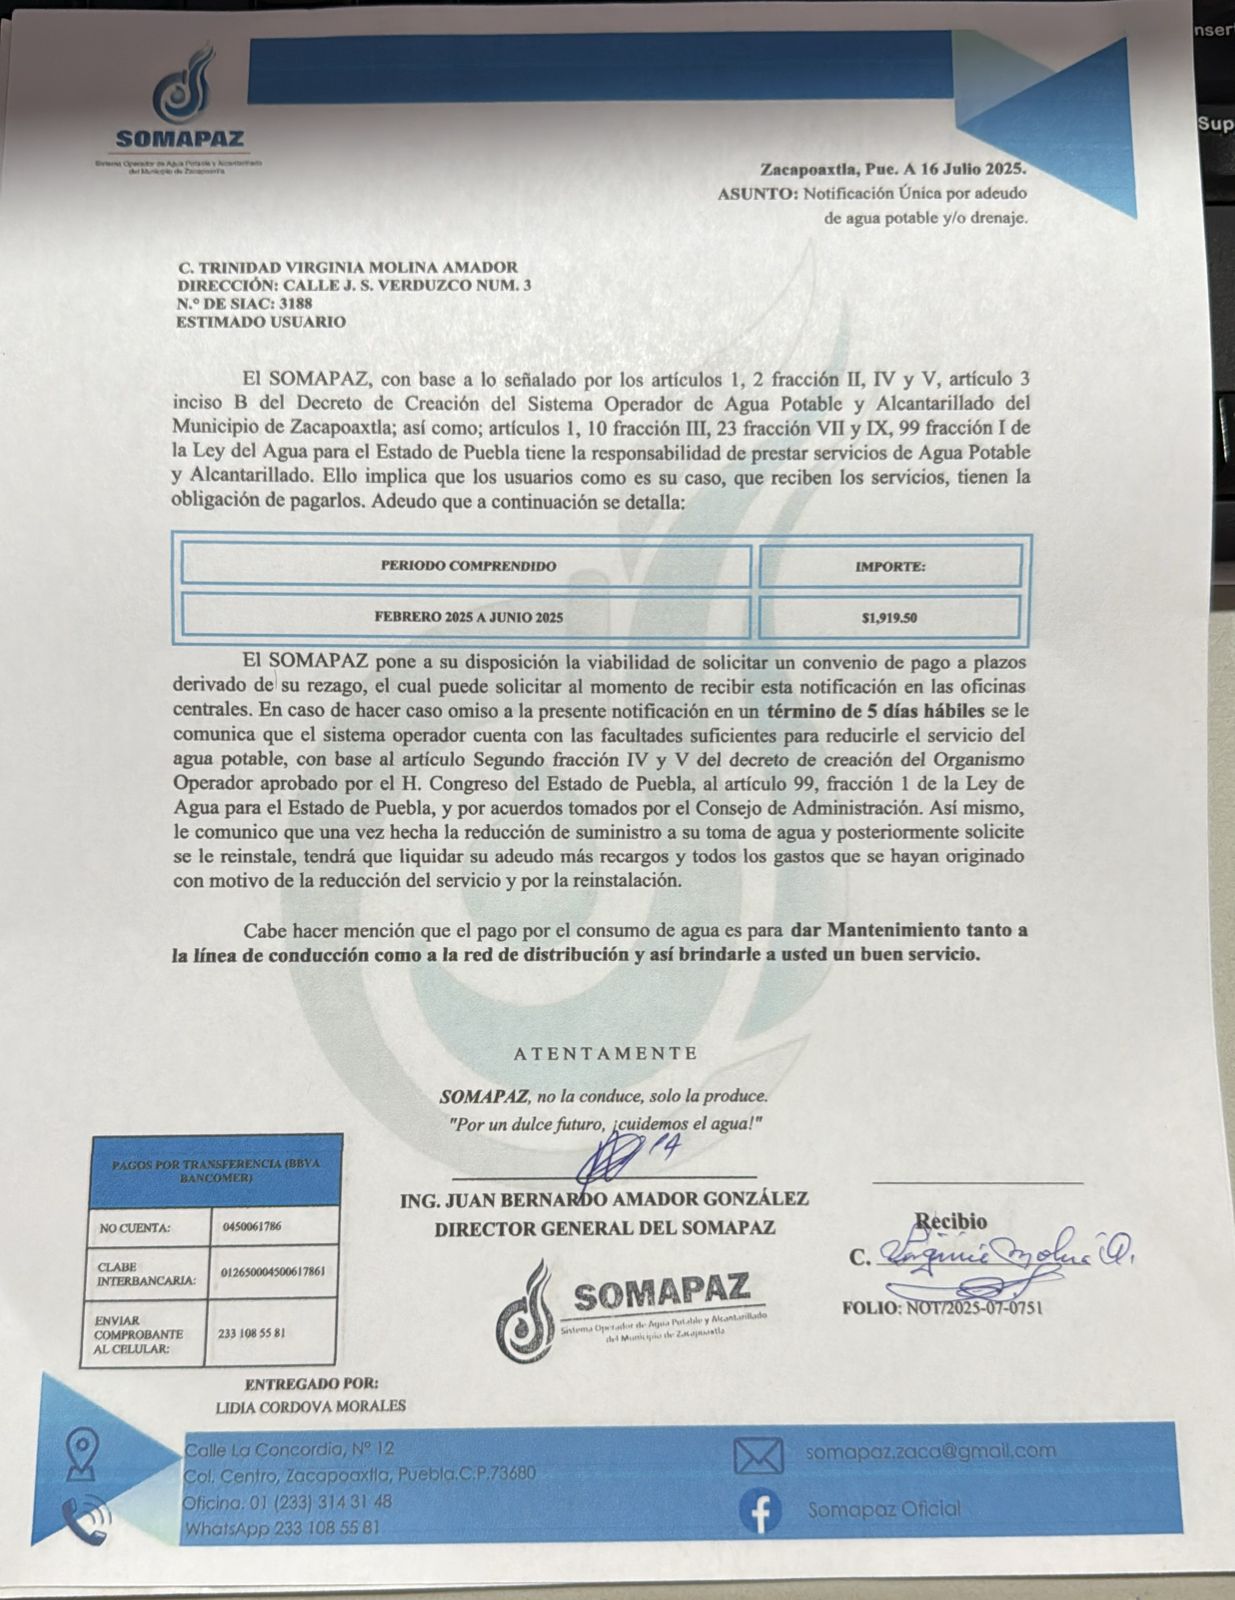 nser
Sup
SOMAPAZ
Sistema Operador de Agua Potable y Alcantarillado
del Municipio de Zacapoaxtla
Zacapoaxtla, Pue. A 16 Julio 2025.
ASUNTO: Notificación Única por adeudo
de agua potable y/o drenaje.
C. TRINIDAD VIRGINIA MOLINA AMADOR
DIRECCIÓN: CALLE J. S. VERDUZCO NUM. 3
N.º DE SIAC: 3188
ESTIMADO USUARIO
El SOMAPAZ, con base a lo señalado por los artículos 1, 2 fracción II, IV y V, artículo 3
inciso B del Decreto de Creación del Sistema Operador de Agua Potable y Alcantarillado del
Municipio de Zacapoaxtla; así como; artículos 1, 10 fracción III, 23 fracción VII y IX, 99 fracción I de
la Ley del Agua para el Estado de Puebla tiene la responsabilidad de prestar servicios de Agua Potable
y Alcantarillado. Ello implica que los usuarios como es su caso, que reciben los servicios, tienen la
obligación de pagarlos. Adeudo que a continuación se detalla:
PERIODO COMPRENDIDO IMPORTE:
FEBRERO 2025 A JUNIO 2025 $1,919.50
El SOMAPAZ pone a su disposición la viabilidad de solicitar un convenio de pago a plazos
derivado de su rezago, el cual puede solicitar al momento de recibir esta notificación en las oficinas
centrales. En caso de hacer caso omiso a la presente notificación en un término de 5 días hábiles se le
comunica que el sistema operador cuenta con las facultades suficientes para reducirle el servicio del
agua potable, con base al artículo Segundo fracción IV y V del decreto de creación del Organismo
Operador aprobado por el H. Congreso del Estado de Puebla, al artículo 99, fracción 1 de la Ley de
Agua para el Estado de Puebla, y por acuerdos tomados por el Consejo de Administración. Así mismo,
le comunico que una vez hecha la reducción de suministro a su toma de agua y posteriormente solicite
se le reinstale, tendrá que liquidar su adeudo más recargos y todos los gastos que se hayan originado
con motivo de la reducción del servicio y por la reinstalación.
Cabe hacer mención que el pago por el consumo de agua es para dar Mantenimiento tanto a
la línea de conducción como a la red de distribución y así brindarle a usted un buen servicio.
ATENTAMENTE
SOMAPAZ, no la conduce, solo la produce.
"Por un dulce futuro, ¡cuidemos el agua!"
ING. JUAN BERNARDO AMADOR GONZÁLEZ
DIRECTOR GENERAL DEL SOMAPAZ
SOMAPAZ
Sistema Operador de Agua Potable y Alcantarillado
del Municipio de Zacapoaxtla
Recibio
C. Virginia Molina A.
FOLIO: NOT/2025-07-0751
PAGOS POR TRANSFERENCIA (BBVA
BANCOMER)
NO CUENTA: 0450061786
CLABE
INTERBANCARIA: 012650004500617861
ENVIAR
COMPROBANTE
AL CELULAR: 233 108 55 81
ENTREGADO POR:
LIDIA CORDOVA MORALES
Calle La Concordia, Nº 12
Col. Centro, Zacapoaxtla, Puebla.C.P.73680
Oficina. 01 (233) 314 31 48
WhatsApp 233 108 55 81
somapaz.zaca@gmail.com
Somapaz Oficial